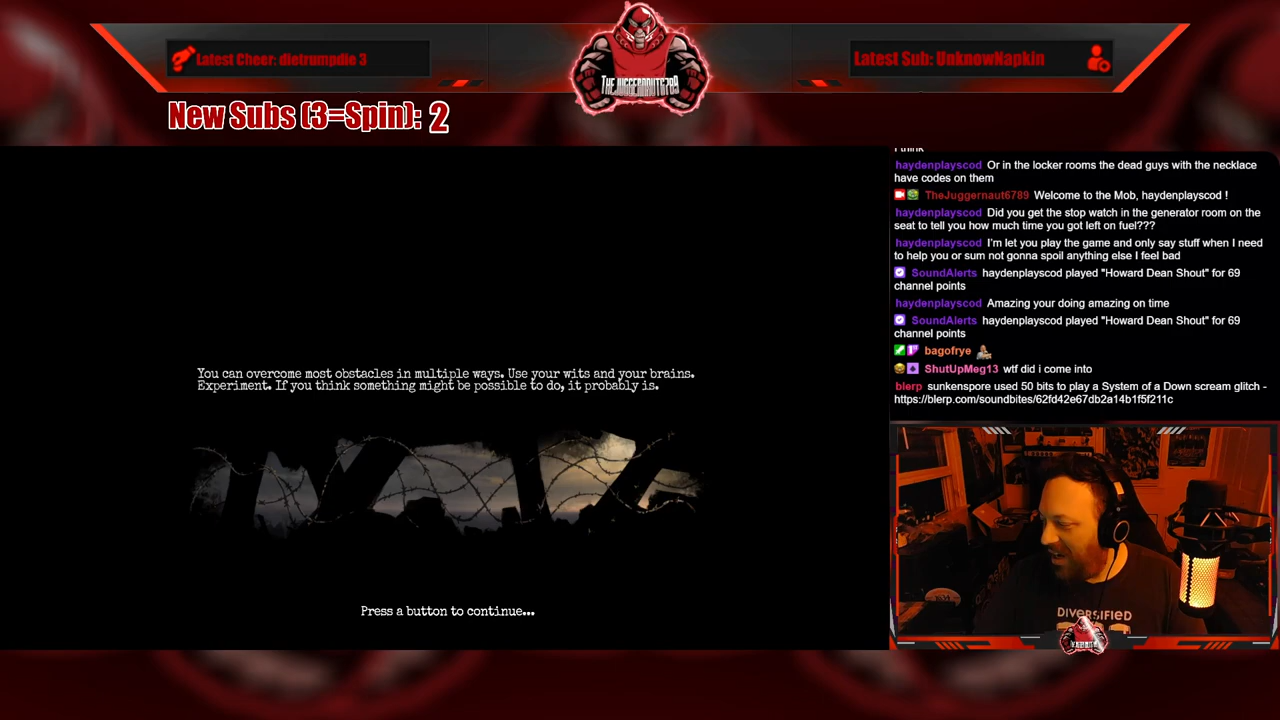 Latest Cheer: dietrumpdie 3
THEJUGGERNAUT6789
Latest Sub: UnknowNapkin
New Subs (3=Spin): 2
I think
haydenplayscod Or in the locker rooms the dead guys with the necklace
have codes on them
TheJuggernaut6789 Welcome to the Mob, haydenplayscod !
haydenplayscod Did you get the stop watch in the generator room on the
seat to tell you how much time you got left on fuel???
haydenplayscod I'm let you play the game and only say stuff when I need
to help you or sum not gonna spoil anything else I feel bad
SoundAlerts haydenplayscod played "Howard Dean Shout" for 69
channel points
haydenplayscod Amazing your doing amazing on time
SoundAlerts haydenplayscod played "Howard Dean Shout" for 69
channel points
bagofrye
ShutUpMeg13 wtf did i come into
blerp sunkenspore used 50 bits to play a System of a Down scream glitch -
https://blerp.com/soundbites/62fd42e67db2a14b1f5f211c
You can overcome most obstacles in multiple ways. Use your wits and your brains.
Experiment. If you think something might be possible to do, it probably is.
Press a button to continue...
DIVERSIFIED